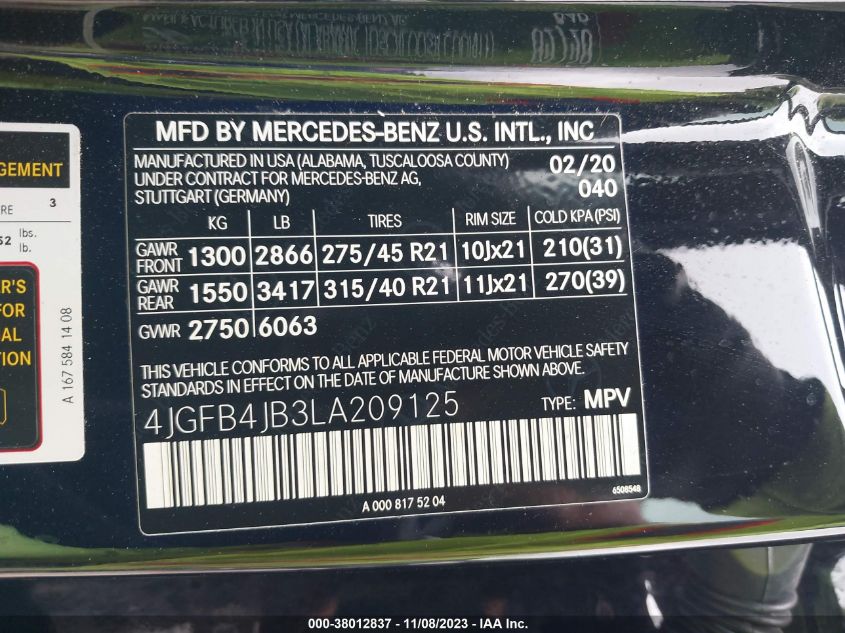 MFD BY MERCEDES-BENZ U.S. INTL., INC
MANUFACTURED IN USA (ALABAMA, TUSCALOOSA COUNTY) 02/20
UNDER CONTRACT FOR MERCEDES-BENZ AG, 040
STUTTGART (GERMANY)
KG LB TIRES RIM SIZE COLD KPA(PSI)
GAWR FRONT 1300 2866 275/45 R21 10Jx21 210(31)
GAWR REAR 1550 3417 315/40 R21 11Jx21 270(39)
GVWR 2750 6063
THIS VEHICLE CONFORMS TO ALL APPLICABLE FEDERAL MOTOR VEHICLE SAFETY
STANDARDS IN EFFECT ON THE DATE OF MANUFACTURE SHOWN ABOVE.
4JGFB4JB3LA209125 TYPE: MPV
A 000 817 52 04
6508548
GEMENT
RE 3
52 lbs.
lb.
R'S
FOR
AL
TION
A 167 584 14 08
000-38012837 - 11/08/2023 - IAA Inc.